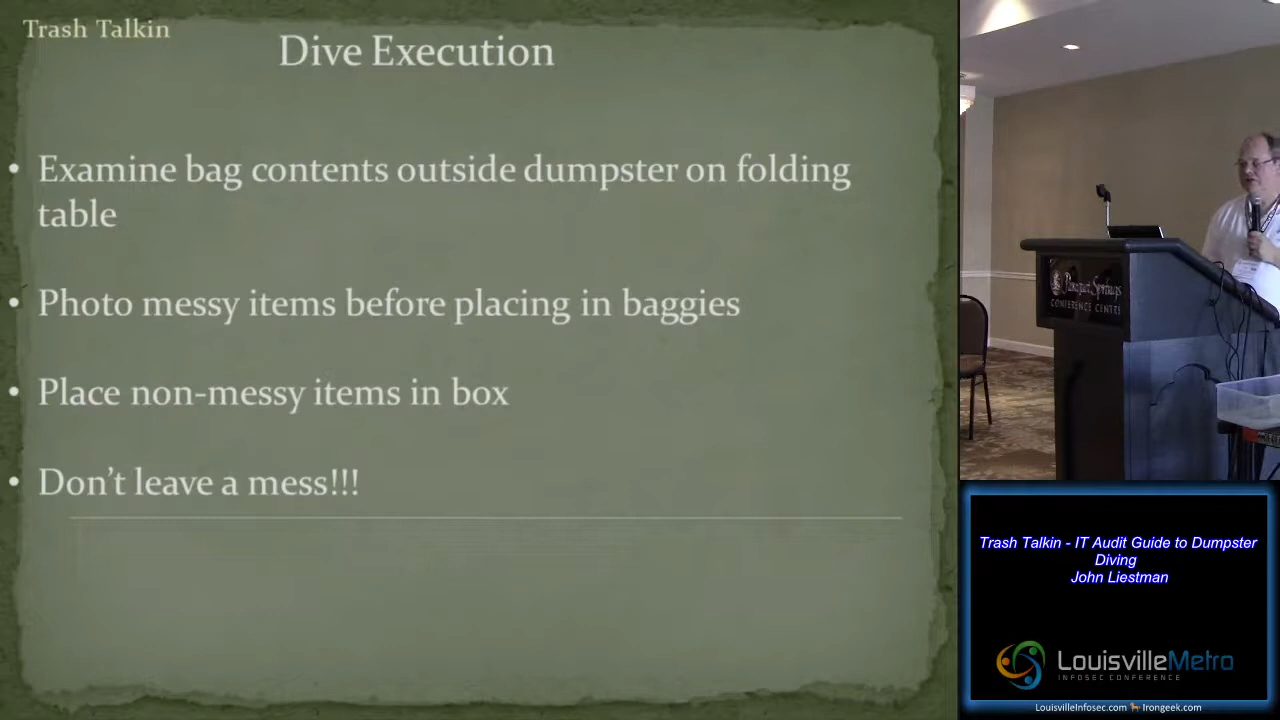 Trash Talkin
Dive Execution
• Examine bag contents outside dumpster on folding
table
• Photo messy items before placing in baggies
• Place non-messy items in box
• Don’t leave a mess!!!
CONFERENCE CENTER
Trash Talkin - IT Audit Guide to Dumpster
Diving
John Liestman
LouisvilleMetro
INFOSEC CONFERENCE
LouisvilleInfosec.com Irongeek.com